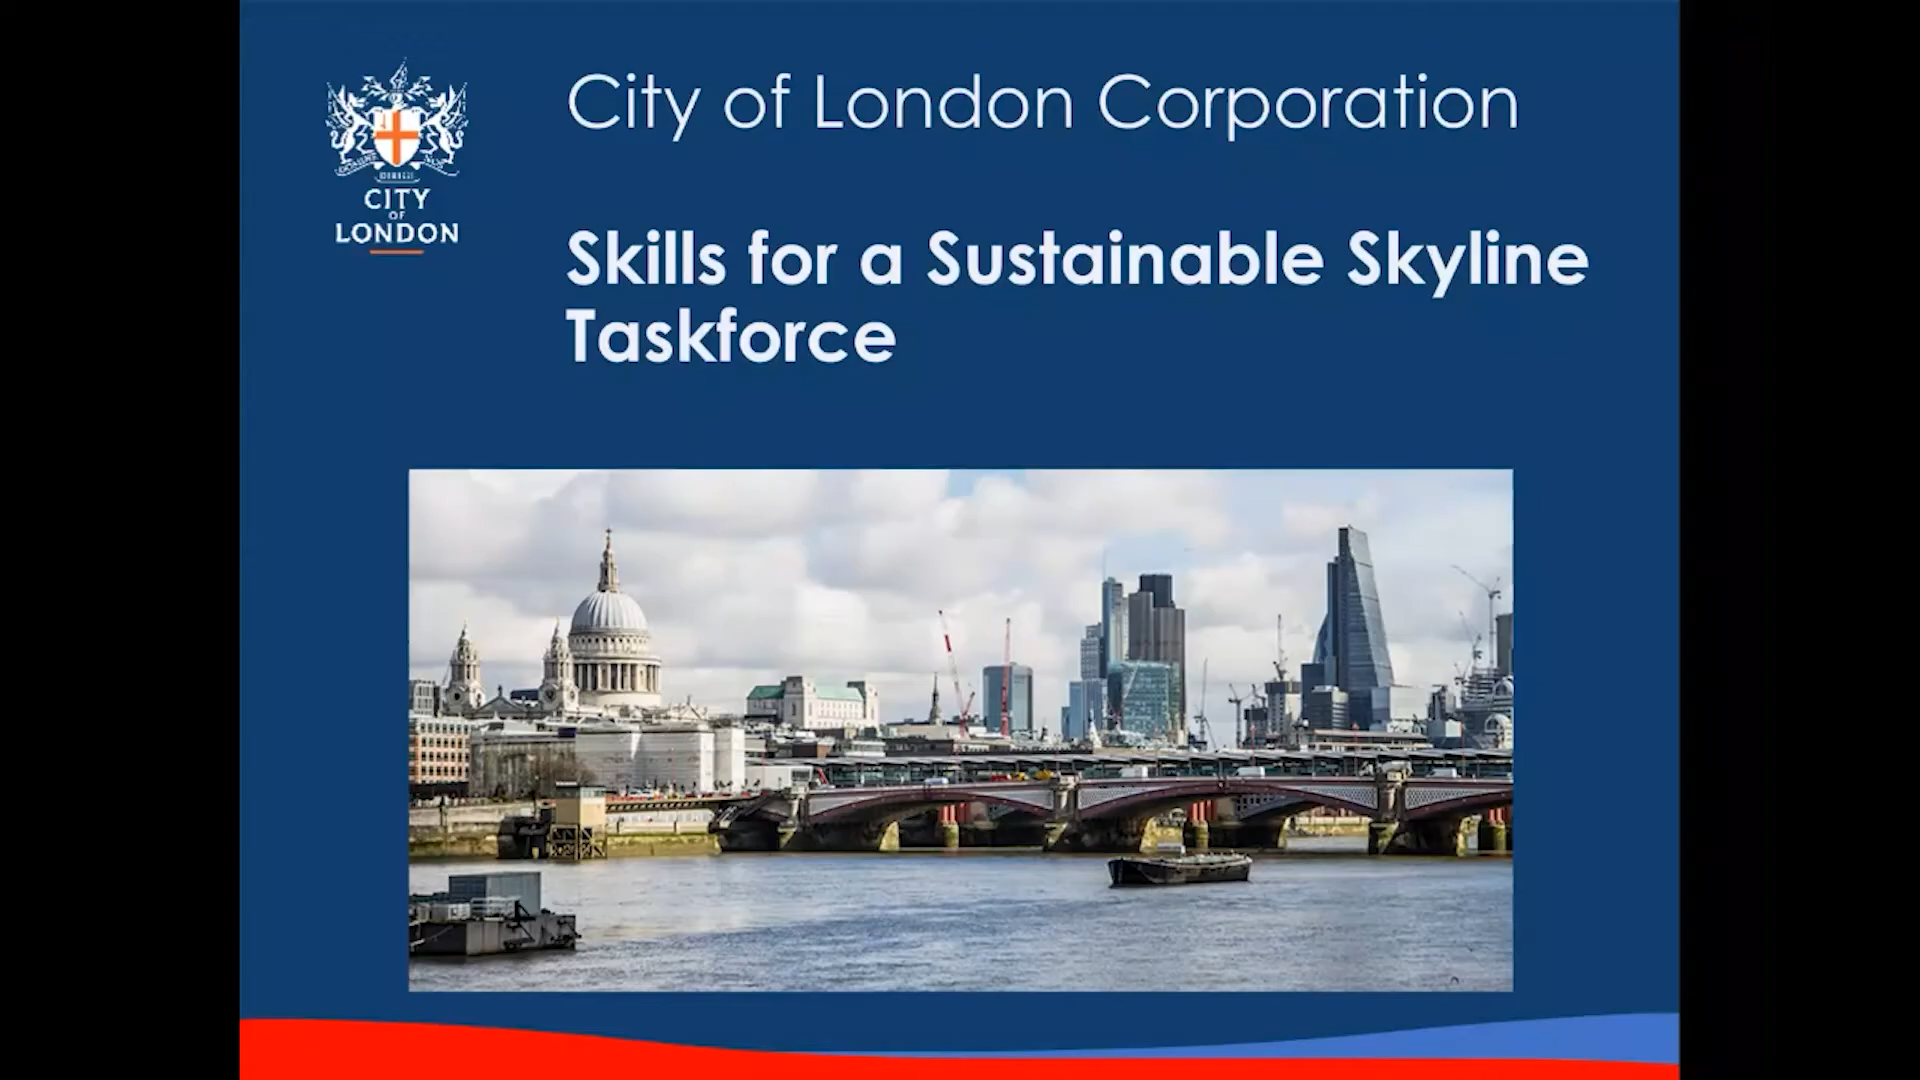 City of London Corporation
CITY
OF
LONDON
Skills for a Sustainable Skyline
Taskforce